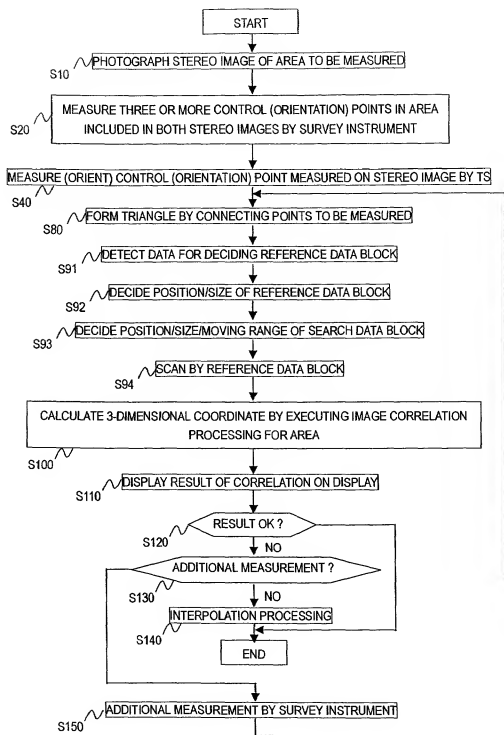 START
S10
PHOTOGRAPH STEREO IMAGE OF AREA TO BE MEASURED
S20
MEASURE THREE OR MORE CONTROL (ORIENTATION) POINTS IN AREA
INCLUDED IN BOTH STEREO IMAGES BY SURVEY INSTRUMENT
MEASURE (ORIENT) CONTROL (ORIENTATION) POINT MEASURED ON STEREO IMAGE BY TS
S40
S80
FORM TRIANGLE BY CONNECTING POINTS TO BE MEASURED
S91
DETECT DATA FOR DECIDING REFERENCE DATA BLOCK
S92
DECIDE POSITION/SIZE OF REFERENCE DATA BLOCK
S93
DECIDE POSITION/SIZE/MOVING RANGE OF SEARCH DATA BLOCK
S94
SCAN BY REFERENCE DATA BLOCK
CALCULATE 3-DIMENSIONAL COORDINATE BY EXECUTING IMAGE CORRELATION
PROCESSING FOR AREA
S100
S110
DISPLAY RESULT OF CORRELATION ON DISPLAY
S120
RESULT OK ?
NO
S130
ADDITIONAL MEASUREMENT ?
NO
S140
INTERPOLATION PROCESSING
END
S150
ADDITIONAL MEASUREMENT BY SURVEY INSTRUMENT